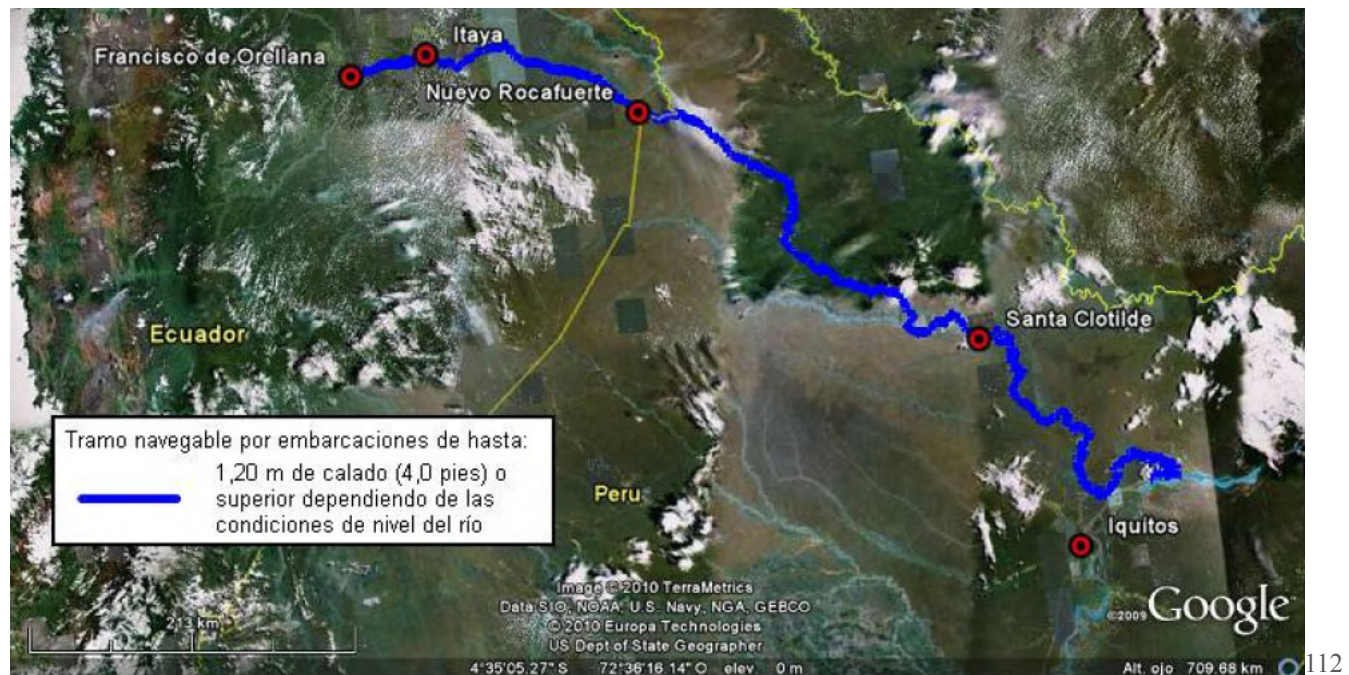 Itaya
Francisco de Orellana
Nuevo Rocafuerte
Santa Clotilde
Ecuador
Tramo navegable por embarcaciones de hasta:
1,20 m de calado (4,0 pies) o
superior dependiendo de las
condiciones de nivel del río
Peru
Iquitos
Image © 2010 TerraMetrics
Data SIO, NOAA, U.S. Navy, NGA, GEBCO
© 2010 Europa Technologies
US Dept of State Geographer
©2009 Google
213 km
4°35'05.27" S 72°36'16.14" O elev. 0 m
Alt. ojo 709.68 km
112